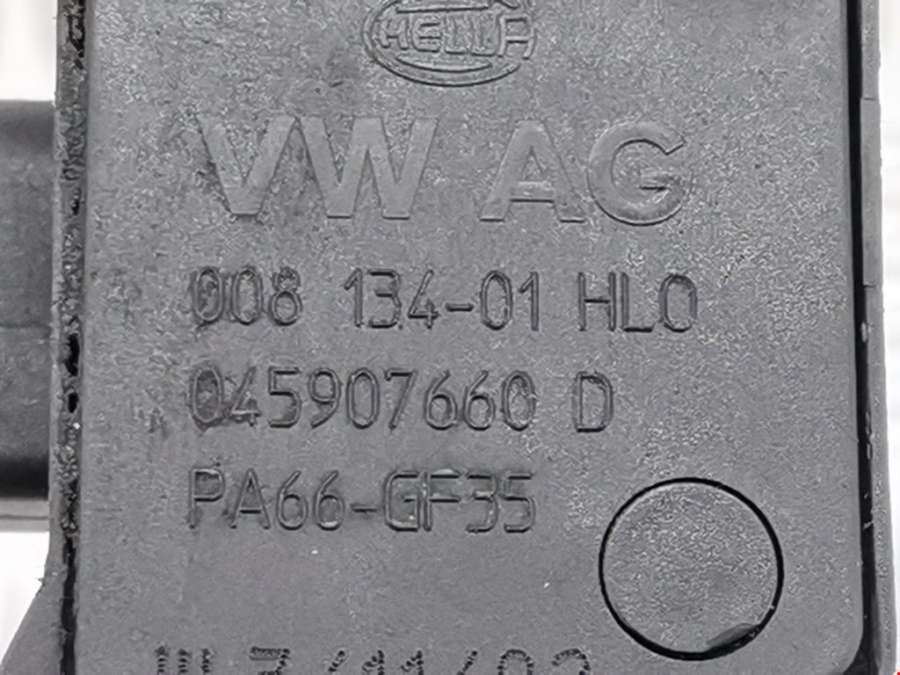 HELLA
VW AG
008 134-01 HL0
045907660 D
PA66-GF35